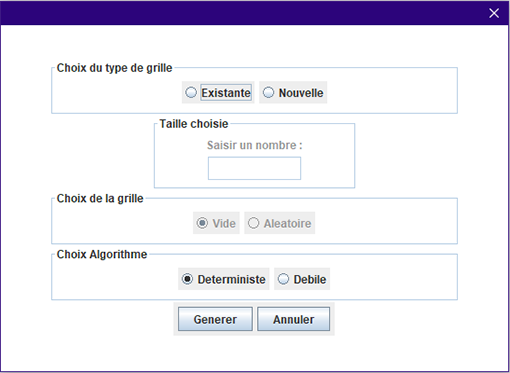 Choix du type de grille
Existante Nouvelle
Taille choisie
Saisir un nombre :
Choix de la grille
Vide Aleatoire
Choix Algorithme
Deterministe Debile
Generer Annuler